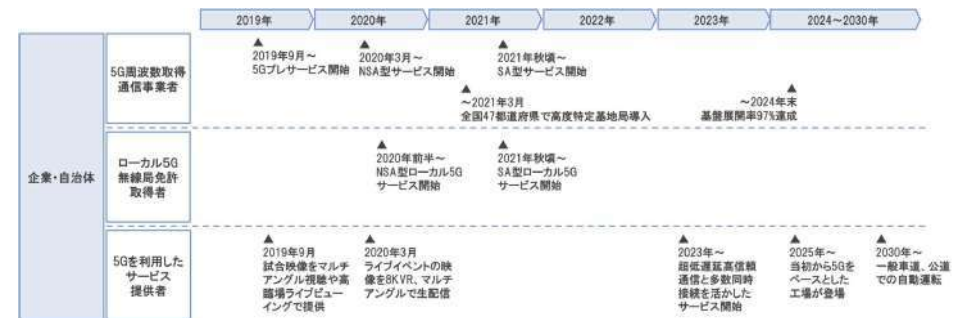 2019年
2020年
2021年
2022年
2023年
2024～2030年
企業・自治体
5G周波数取得
通信事業者
2019年9月～
5Gプレサービス開始
2020年3月～
NSA型サービス開始
2021年秋頃～
SA型サービス開始
～2021年3月
全国47都道府県で高度特定基地局導入
～2024年末
基盤展開率97%達成
ローカル5G
無線局免許
取得者
2020年前半～
NSA型ローカル5G
サービス開始
2021年秋頃～
SA型ローカル5G
サービス開始
5Gを利用した
サービス
提供者
2019年9月
試合映像をマルチ
アングル視聴や高
臨場ライブビュー
イングで提供
2020年3月
ライブイベントの映
像を8KVR、マルチ
アングルで生配信
2023年～
超低遅延高信頼
通信と多数同時
接続を活かした
サービス開始
2025年～
当初から5Gを
ベースとした
工場が登場
2030年～
一般車道、公道
での自動運転